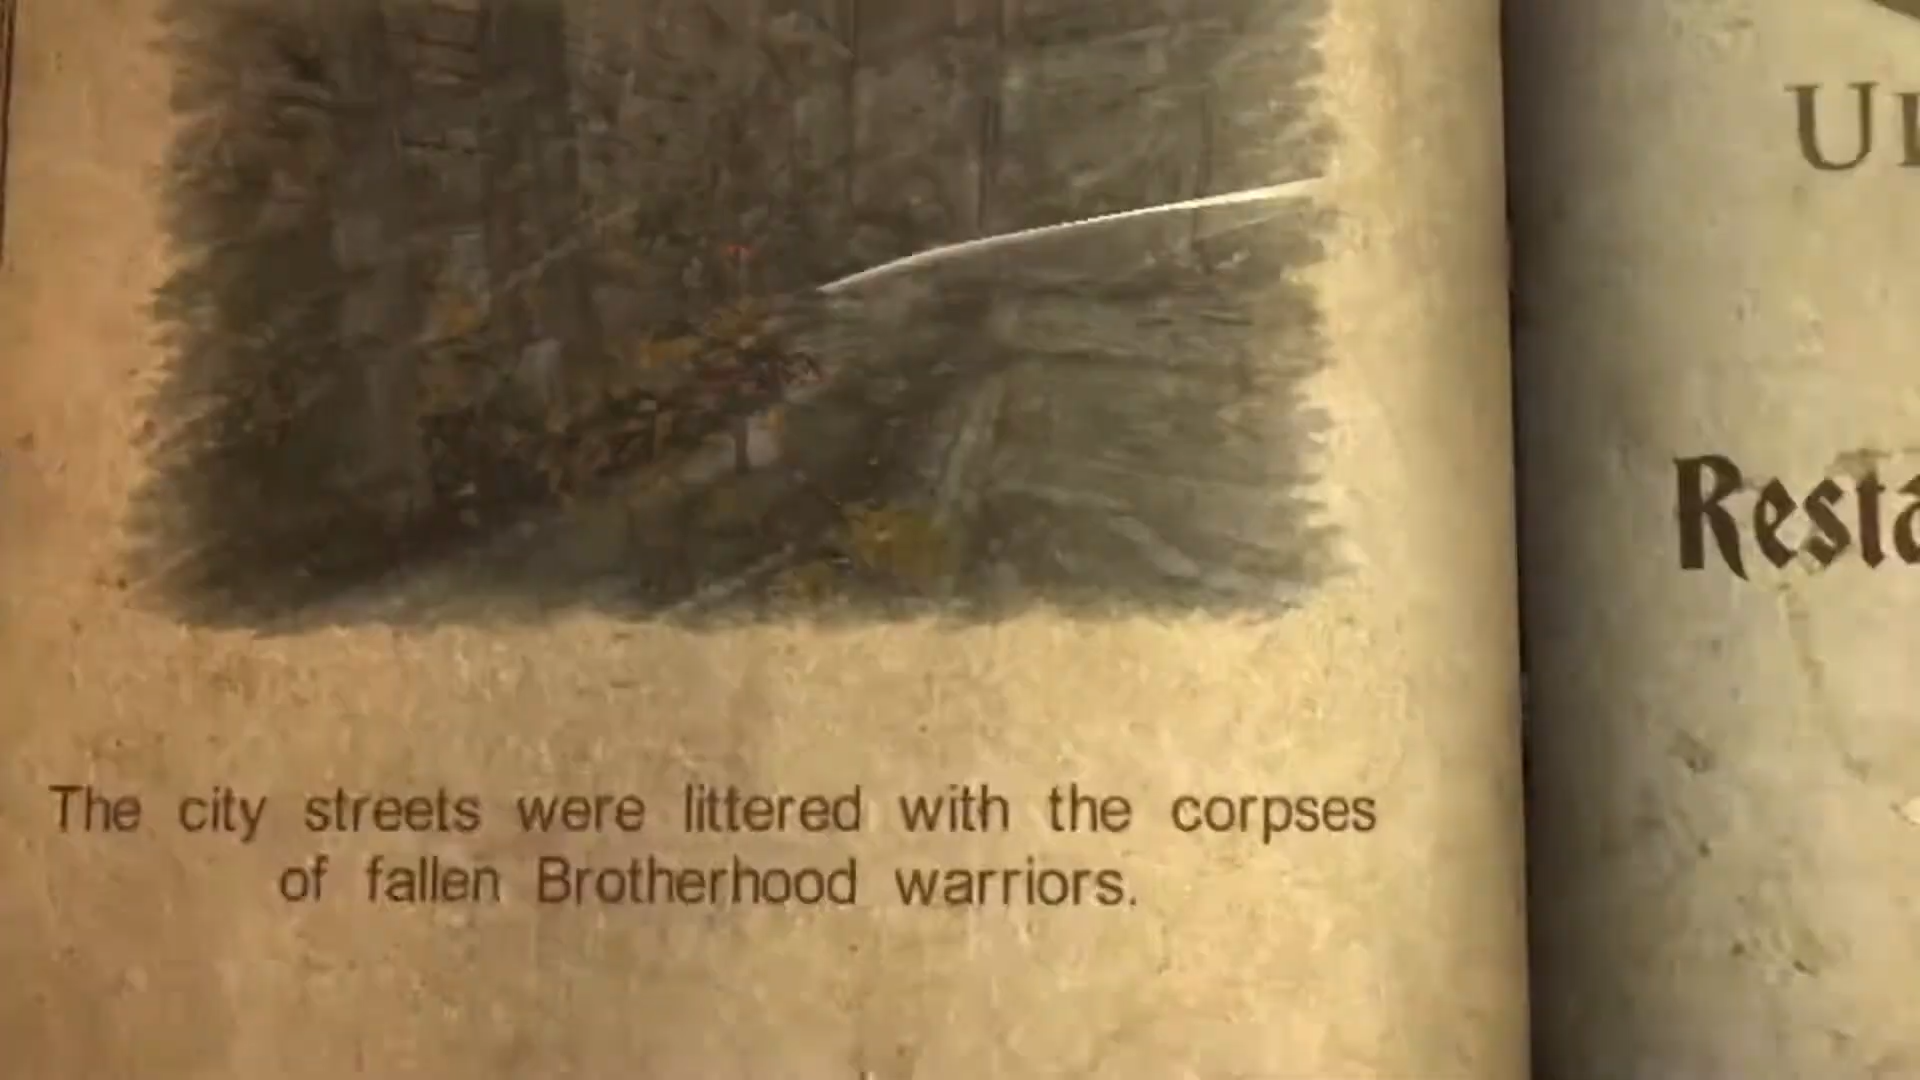 The city streets were littered with the corpses
of fallen Brotherhood warriors.